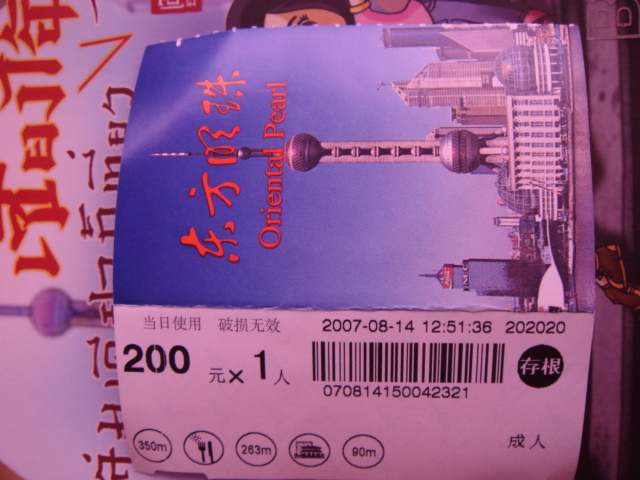 东方明珠
Oriental Pearl
当日使用 破损无效
2007-08-14 12:51:36 202020
200 元×1人
070814150042321
存根
350m 263m 90m
成人